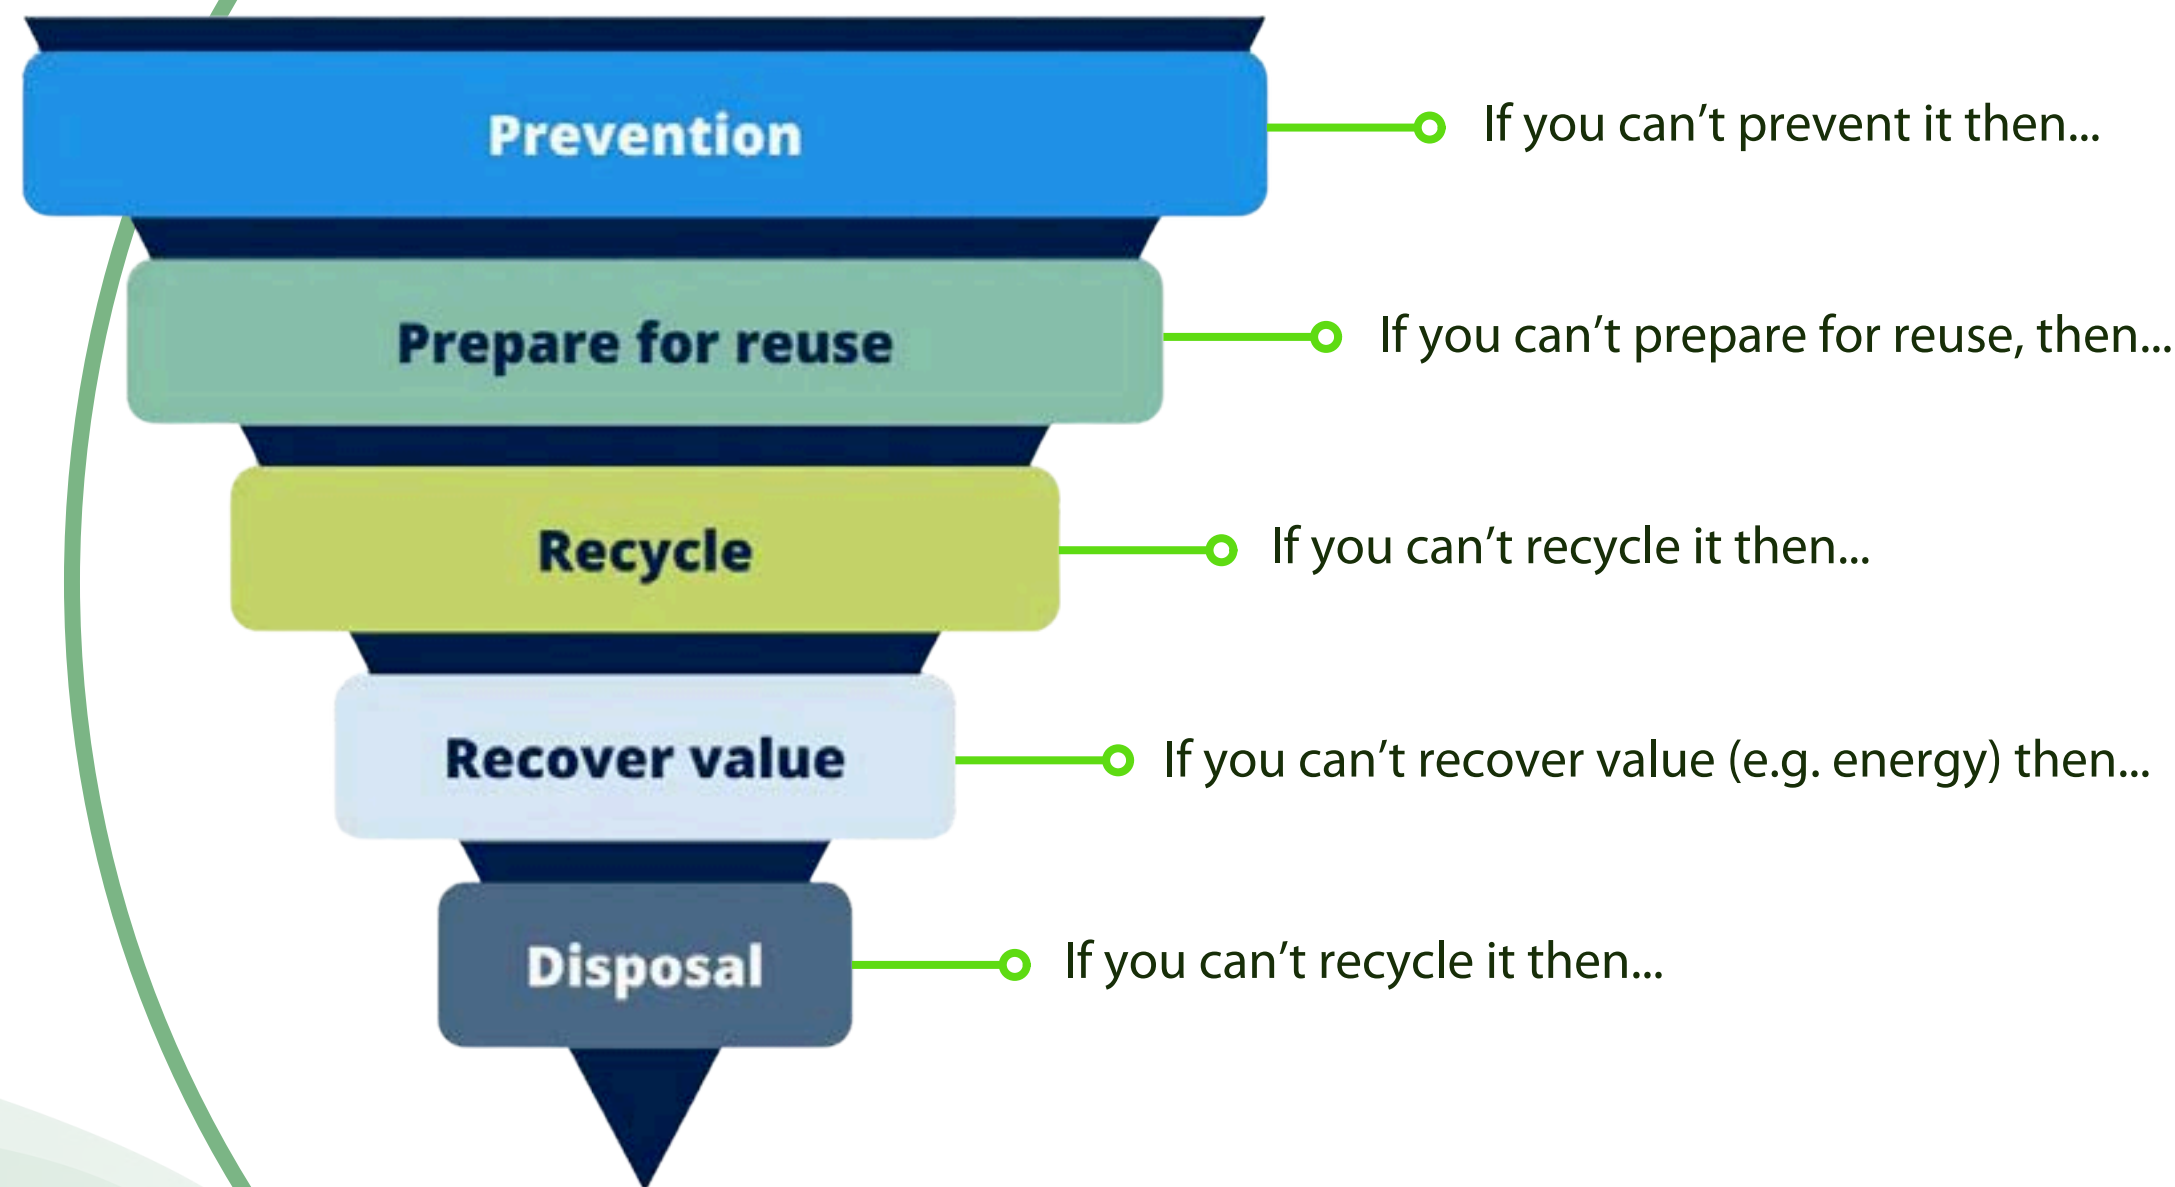 Prevention
If you can’t prevent it then...
Prepare for reuse
If you can’t prepare for reuse, then...
Recycle
If you can’t recycle it then...
Recover value
If you can’t recover value (e.g. energy) then...
Disposal
If you can’t recycle it then...